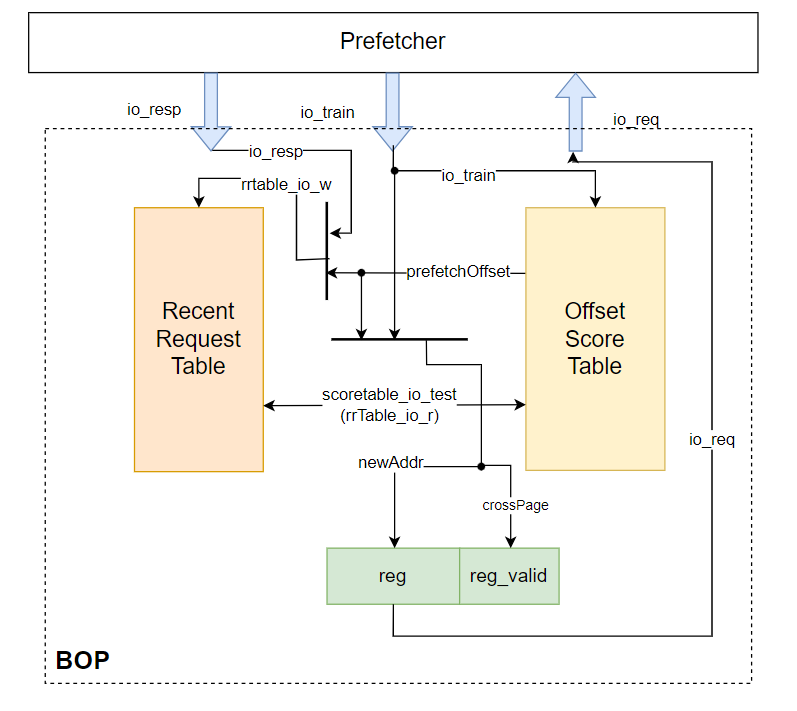 Prefetcher
io_resp
io_train
io_req
io_resp
rrtable_io_w
io_train
prefetchOffset
Recent
Request
Table
Offset
Score
Table
scoretable_io_test
(rrTable_io_r)
io_req
newAddr
crossPage
reg
reg_valid
BOP